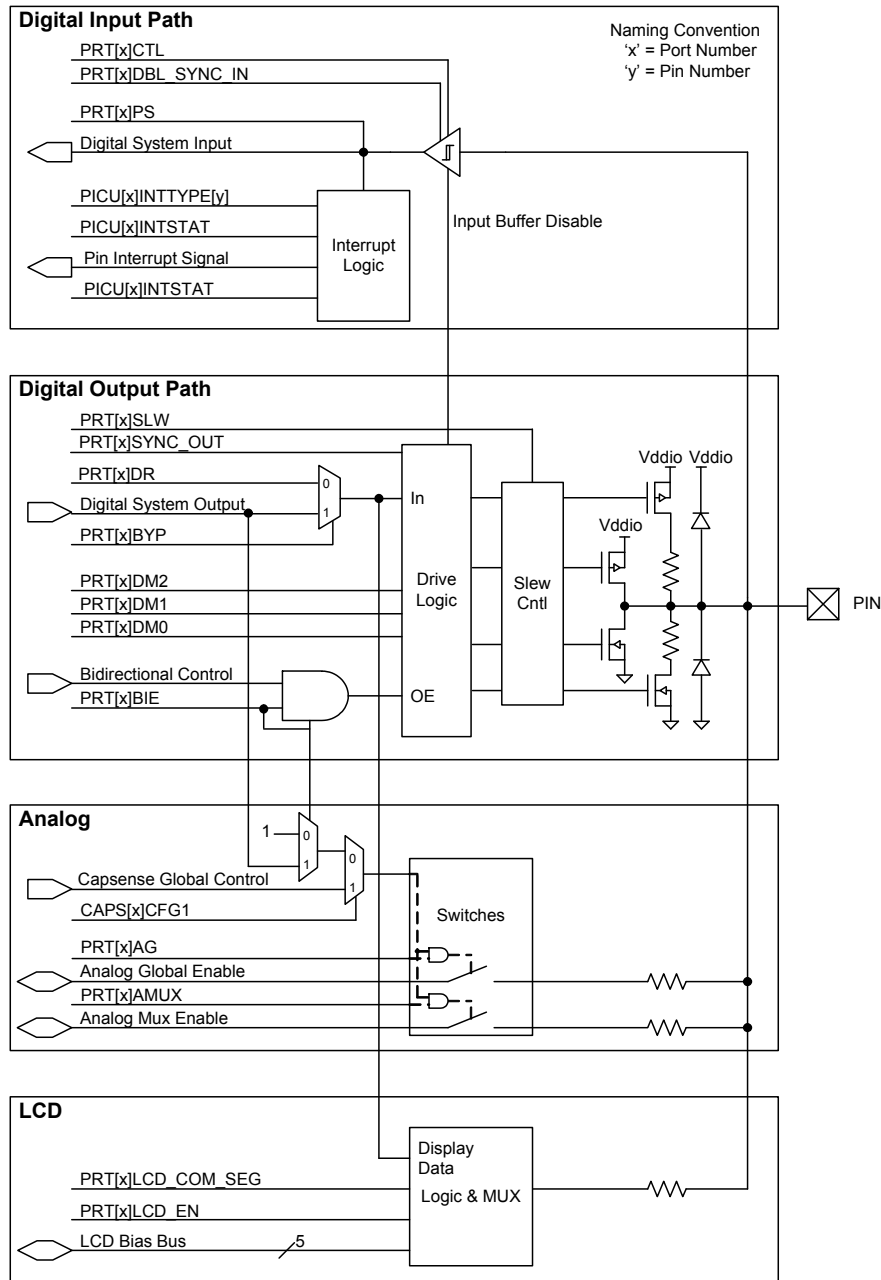 Digital Input Path
Naming Convention
'x' = Port Number
'y' = Pin Number
PRT[x]CTL
PRT[x]DBL_SYNC_IN
PRT[x]PS
Digital System Input
PICU[x]INTTYPE[y]
PICU[x]INTSTAT
Pin Interrupt Signal
PICU[x]INTSTAT
Interrupt
Logic
Input Buffer Disable
Digital Output Path
PRT[x]SLW
PRT[x]SYNC_OUT
PRT[x]DR
Digital System Output
PRT[x]BYP
0
1
In
PRT[x]DM2
PRT[x]DM1
PRT[x]DM0
Drive
Logic
Slew
Cntl
Vddio Vddio
Vddio
PIN
Bidirectional Control
PRT[x]BIE
OE
Analog
1
0
1
0
1
Capsense Global Control
CAPS[x]CFG1
Switches
PRT[x]AG
Analog Global Enable
PRT[x]AMUX
Analog Mux Enable
LCD
Display
Data
Logic & MUX
PRT[x]LCD_COM_SEG
PRT[x]LCD_EN
LCD Bias Bus
5